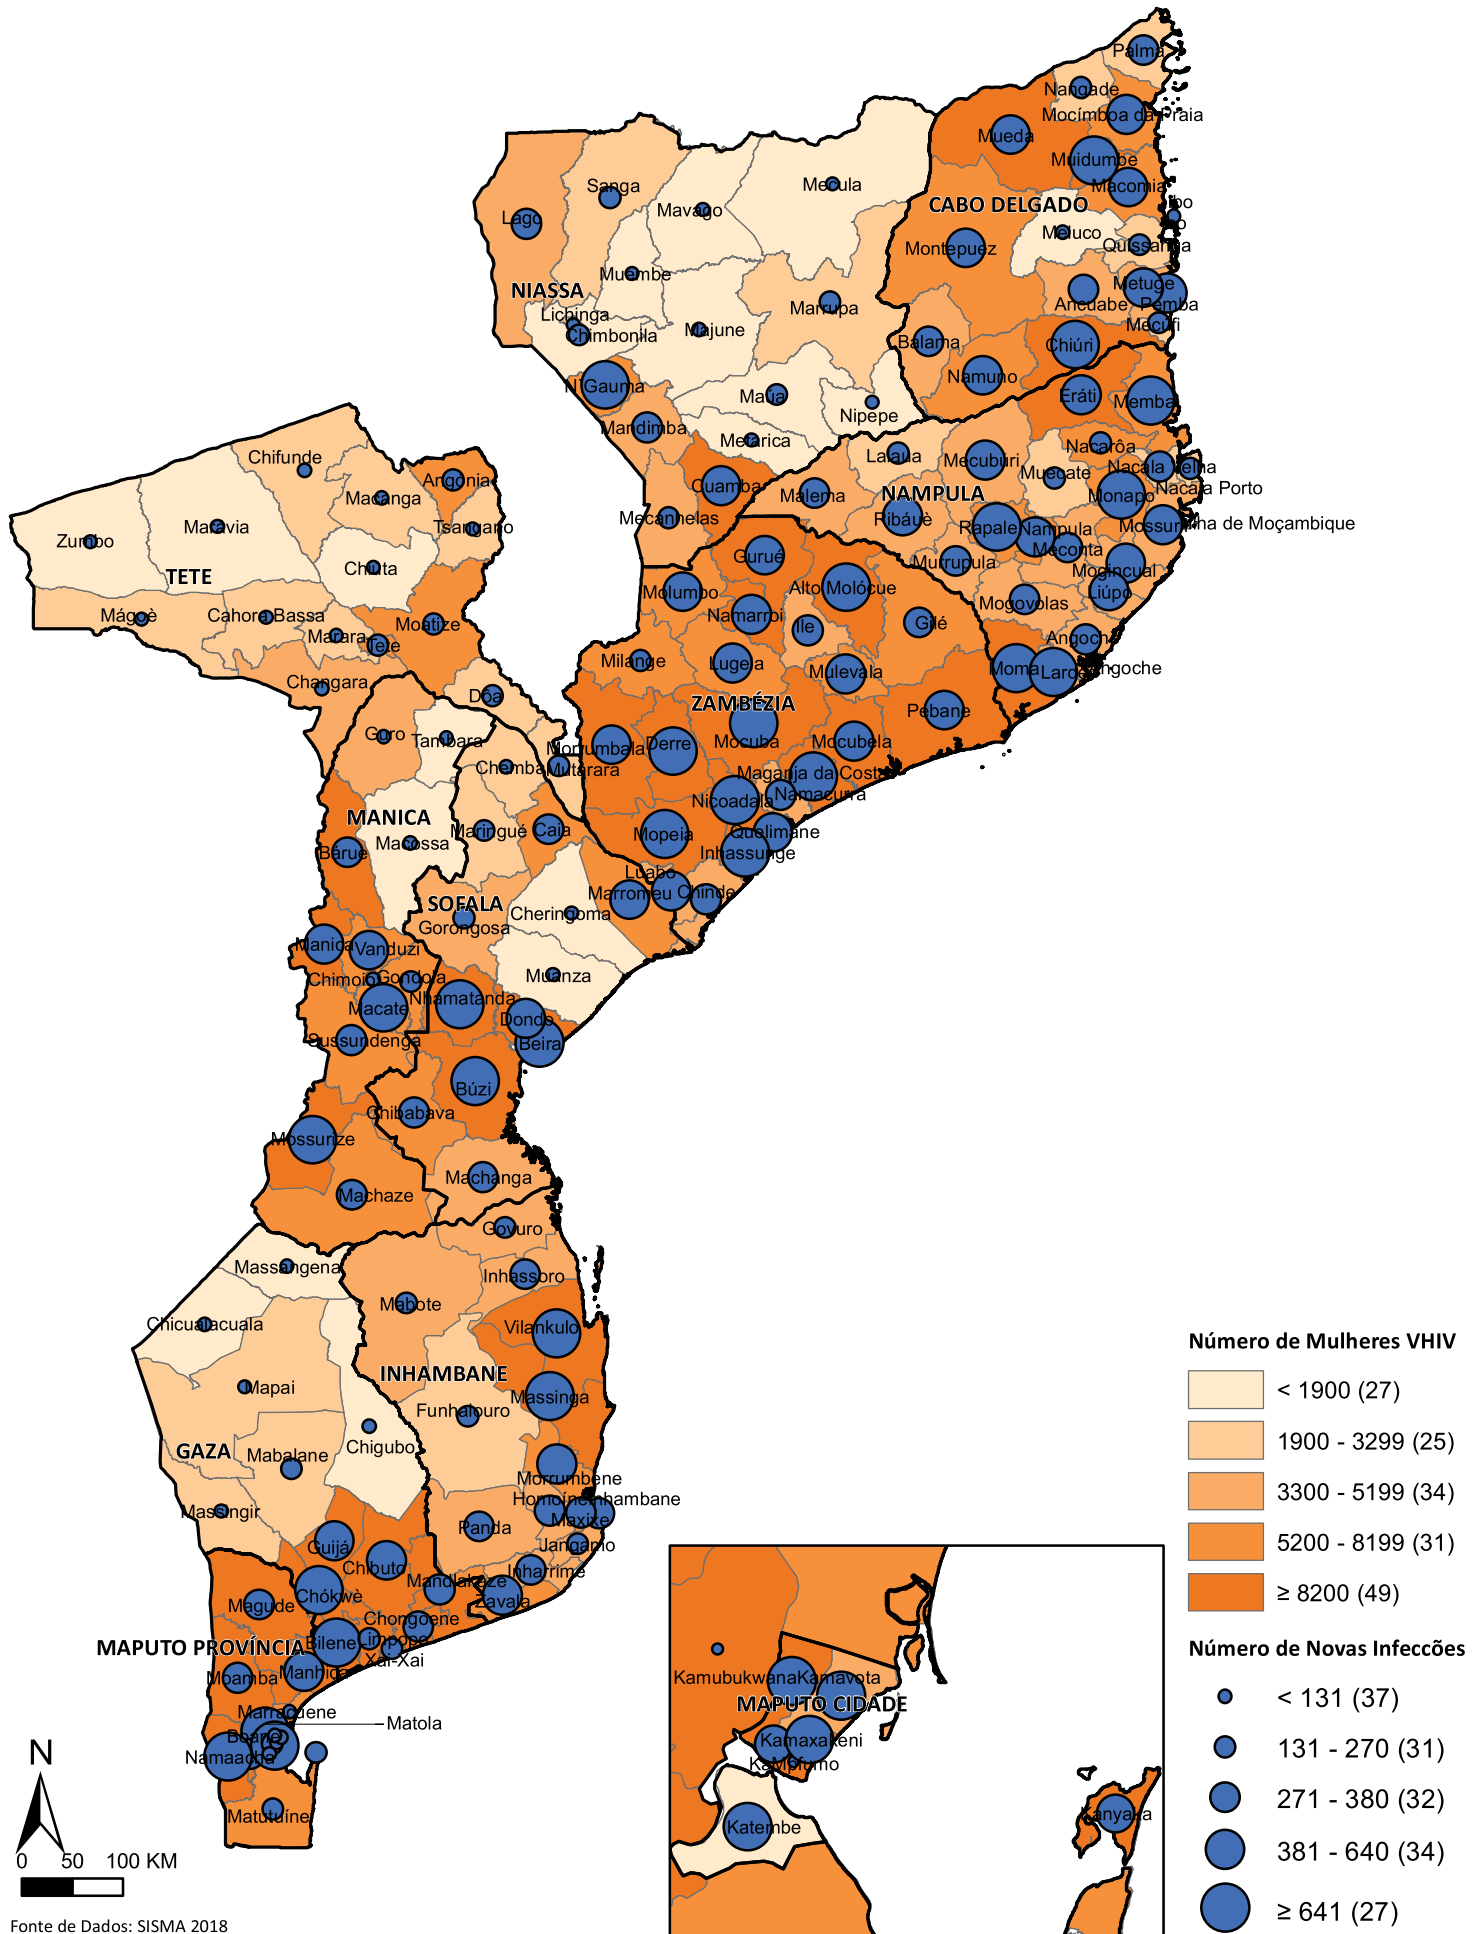 Palma
Nangade
Mocímboa da Praia
Mueda
Muidumbe
Macomia
CABO DELGADO
Ibo
Meluco
Quissanga
Montepuez
Metuge
Ancuabe
Pemba
Mecúfi
Chiúri
Balama
Namuno
Mecula
Sanga
Mavago
Lago
Muembe
NIASSA
Lichinga
Chimbonila
Majune
Marrupa
N'Gauma
Maúa
Nipepe
Mandimba
Metarica
Cuamba
Mecanhelas
Eráti
Memba
Nacarôa
Lalaua
Mecubúri
Muecate
Nacala Velha
Nacala Porto
Malema
NAMPULA
Monapo
Ribáuè
Rapale
Nampula
Mossuril
Ilha de Moçambique
Meconta
Murrupula
Mogincual
Liúpo
Mogovolas
Angoche
Moma
Larde
Angoche
Chifunde
Macanga
Angónia
Tsangano
Zumbo
Maravia
Chiuta
TETE
Mágoè
Cahora Bassa
Marara
Tete
Moatize
Changara
Dôa
Mutarara
Gurué
Molumbo
Alto Molócue
Namarroi
Ile
Gilé
Milange
Lugela
Mulevala
ZAMBÉZIA
Pebane
Mocuba
Mocubela
Morrumbala
Derre
Maganja da Costa
Namacurra
Nicoadala
Mopeia
Quelimane
Inhassunge
Luabo
Chinde
Guro
Tambara
MANICA
Macossa
Bárue
Manica
Vanduzi
Chimoio
Gondola
Macate
Sussundenga
Mossurize
Machaze
Chemba
Maringué
Caia
SOFALA
Gorongosa
Cheringoma
Marromeu
Muanza
Nhamatanda
Dondo
Beira
Búzi
Chibabava
Machanga
Govuro
Inhassoro
Mabote
Vilankulo
INHAMBANE
Massinga
Funhalouro
Morrumbene
Homoíne
Inhambane
Maxixe
Panda
Jangamo
Inharrime
Zavala
Massangena
Chicualacuala
Mapai
GAZA
Mabalane
Chigubo
Massingir
Guijá
Chibuto
Chókwè
Mandlakaze
Chongoene
Bilene
Limpopo
Xai-Xai
Magude
MAPUTO PROVÍNCIA
Moamba
Manhiça
Marracuene
Matola
Boane
Namaacha
Matutuíne
Kamubukwana
Kamavota
MAPUTO CIDADE
Kamaxakeni
KaMpfumo
Katembe
Kanyaka
Número de Mulheres VHIV
< 1900 (27)
1900 - 3299 (25)
3300 - 5199 (34)
5200 - 8199 (31)
≥ 8200 (49)
Número de Novas Infeccões
< 131 (37)
131 - 270 (31)
271 - 380 (32)
381 - 640 (34)
≥ 641 (27)
N
0 50 100 KM
Fonte de Dados: SISMA 2018